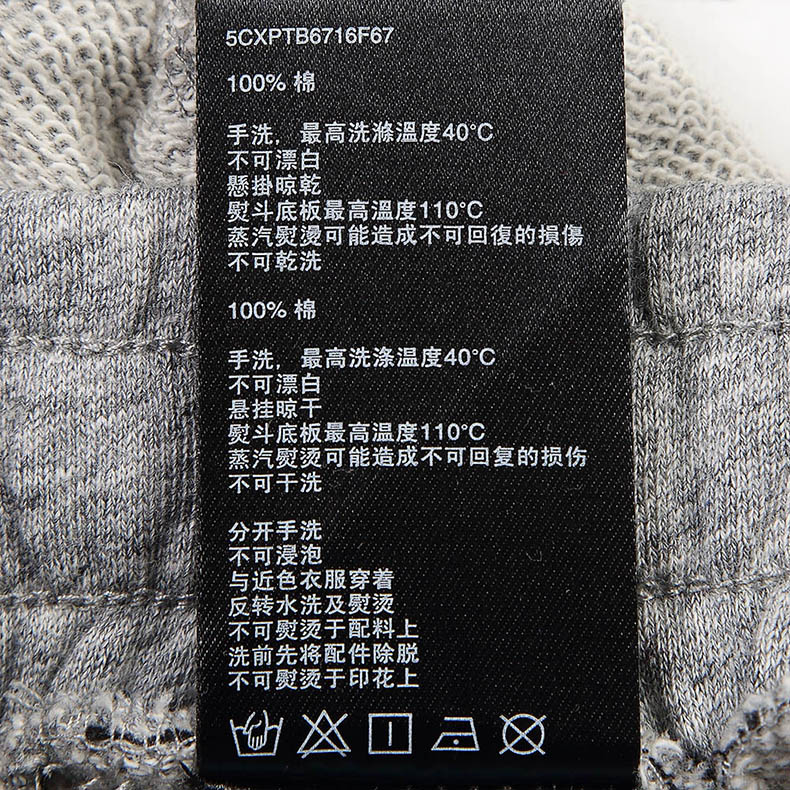 5CXPTB6716F67
100% 棉
手洗，最高洗滌溫度40°C
不可漂白
懸掛晾乾
熨斗底板最高溫度110°C
蒸汽熨燙可能造成不可回復的損傷
不可乾洗
100% 棉
手洗，最高洗涤温度40°C
不可漂白
悬挂晾干
熨斗底板最高温度110°C
蒸汽熨烫可能造成不可回复的损伤
不可干洗
分开手洗
不可浸泡
与近色衣服穿着
反转水洗及熨烫
不可熨烫于配料上
洗前先将配件除脱
不可熨烫于印花上